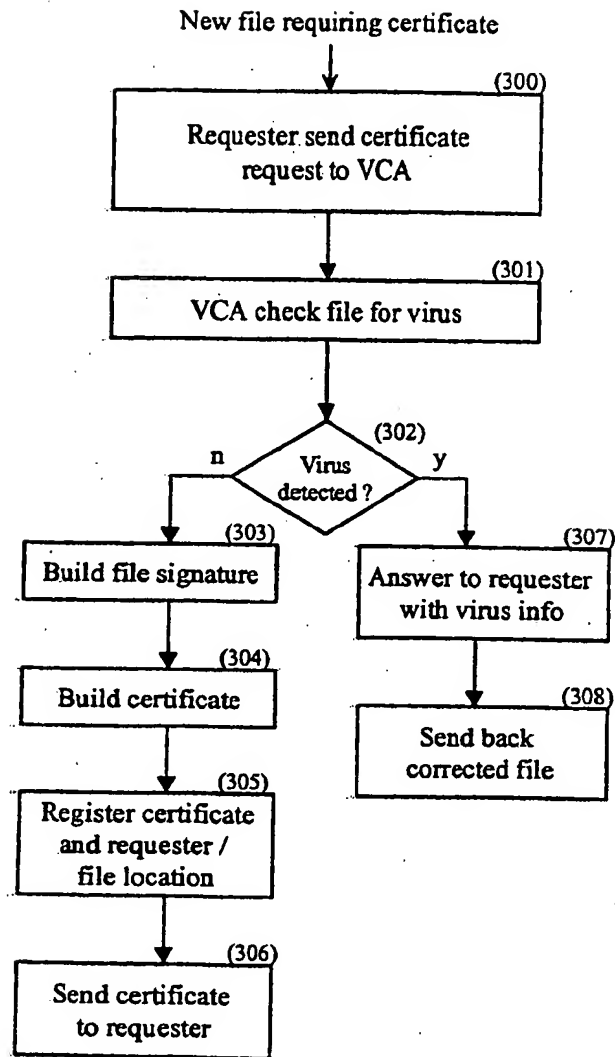 New file requiring certificate
(300)
Requester send certificate
request to VCA
(301)
VCA check file for virus
(302)
n
Virus
y
detected ?
(303)
Build file signature
(307)
Answer to requester
with virus info
(304)
Build certificate
(308)
Send back
corrected file
(305)
Register certificate
and requester /
file location
(306)
Send certificate
to requester